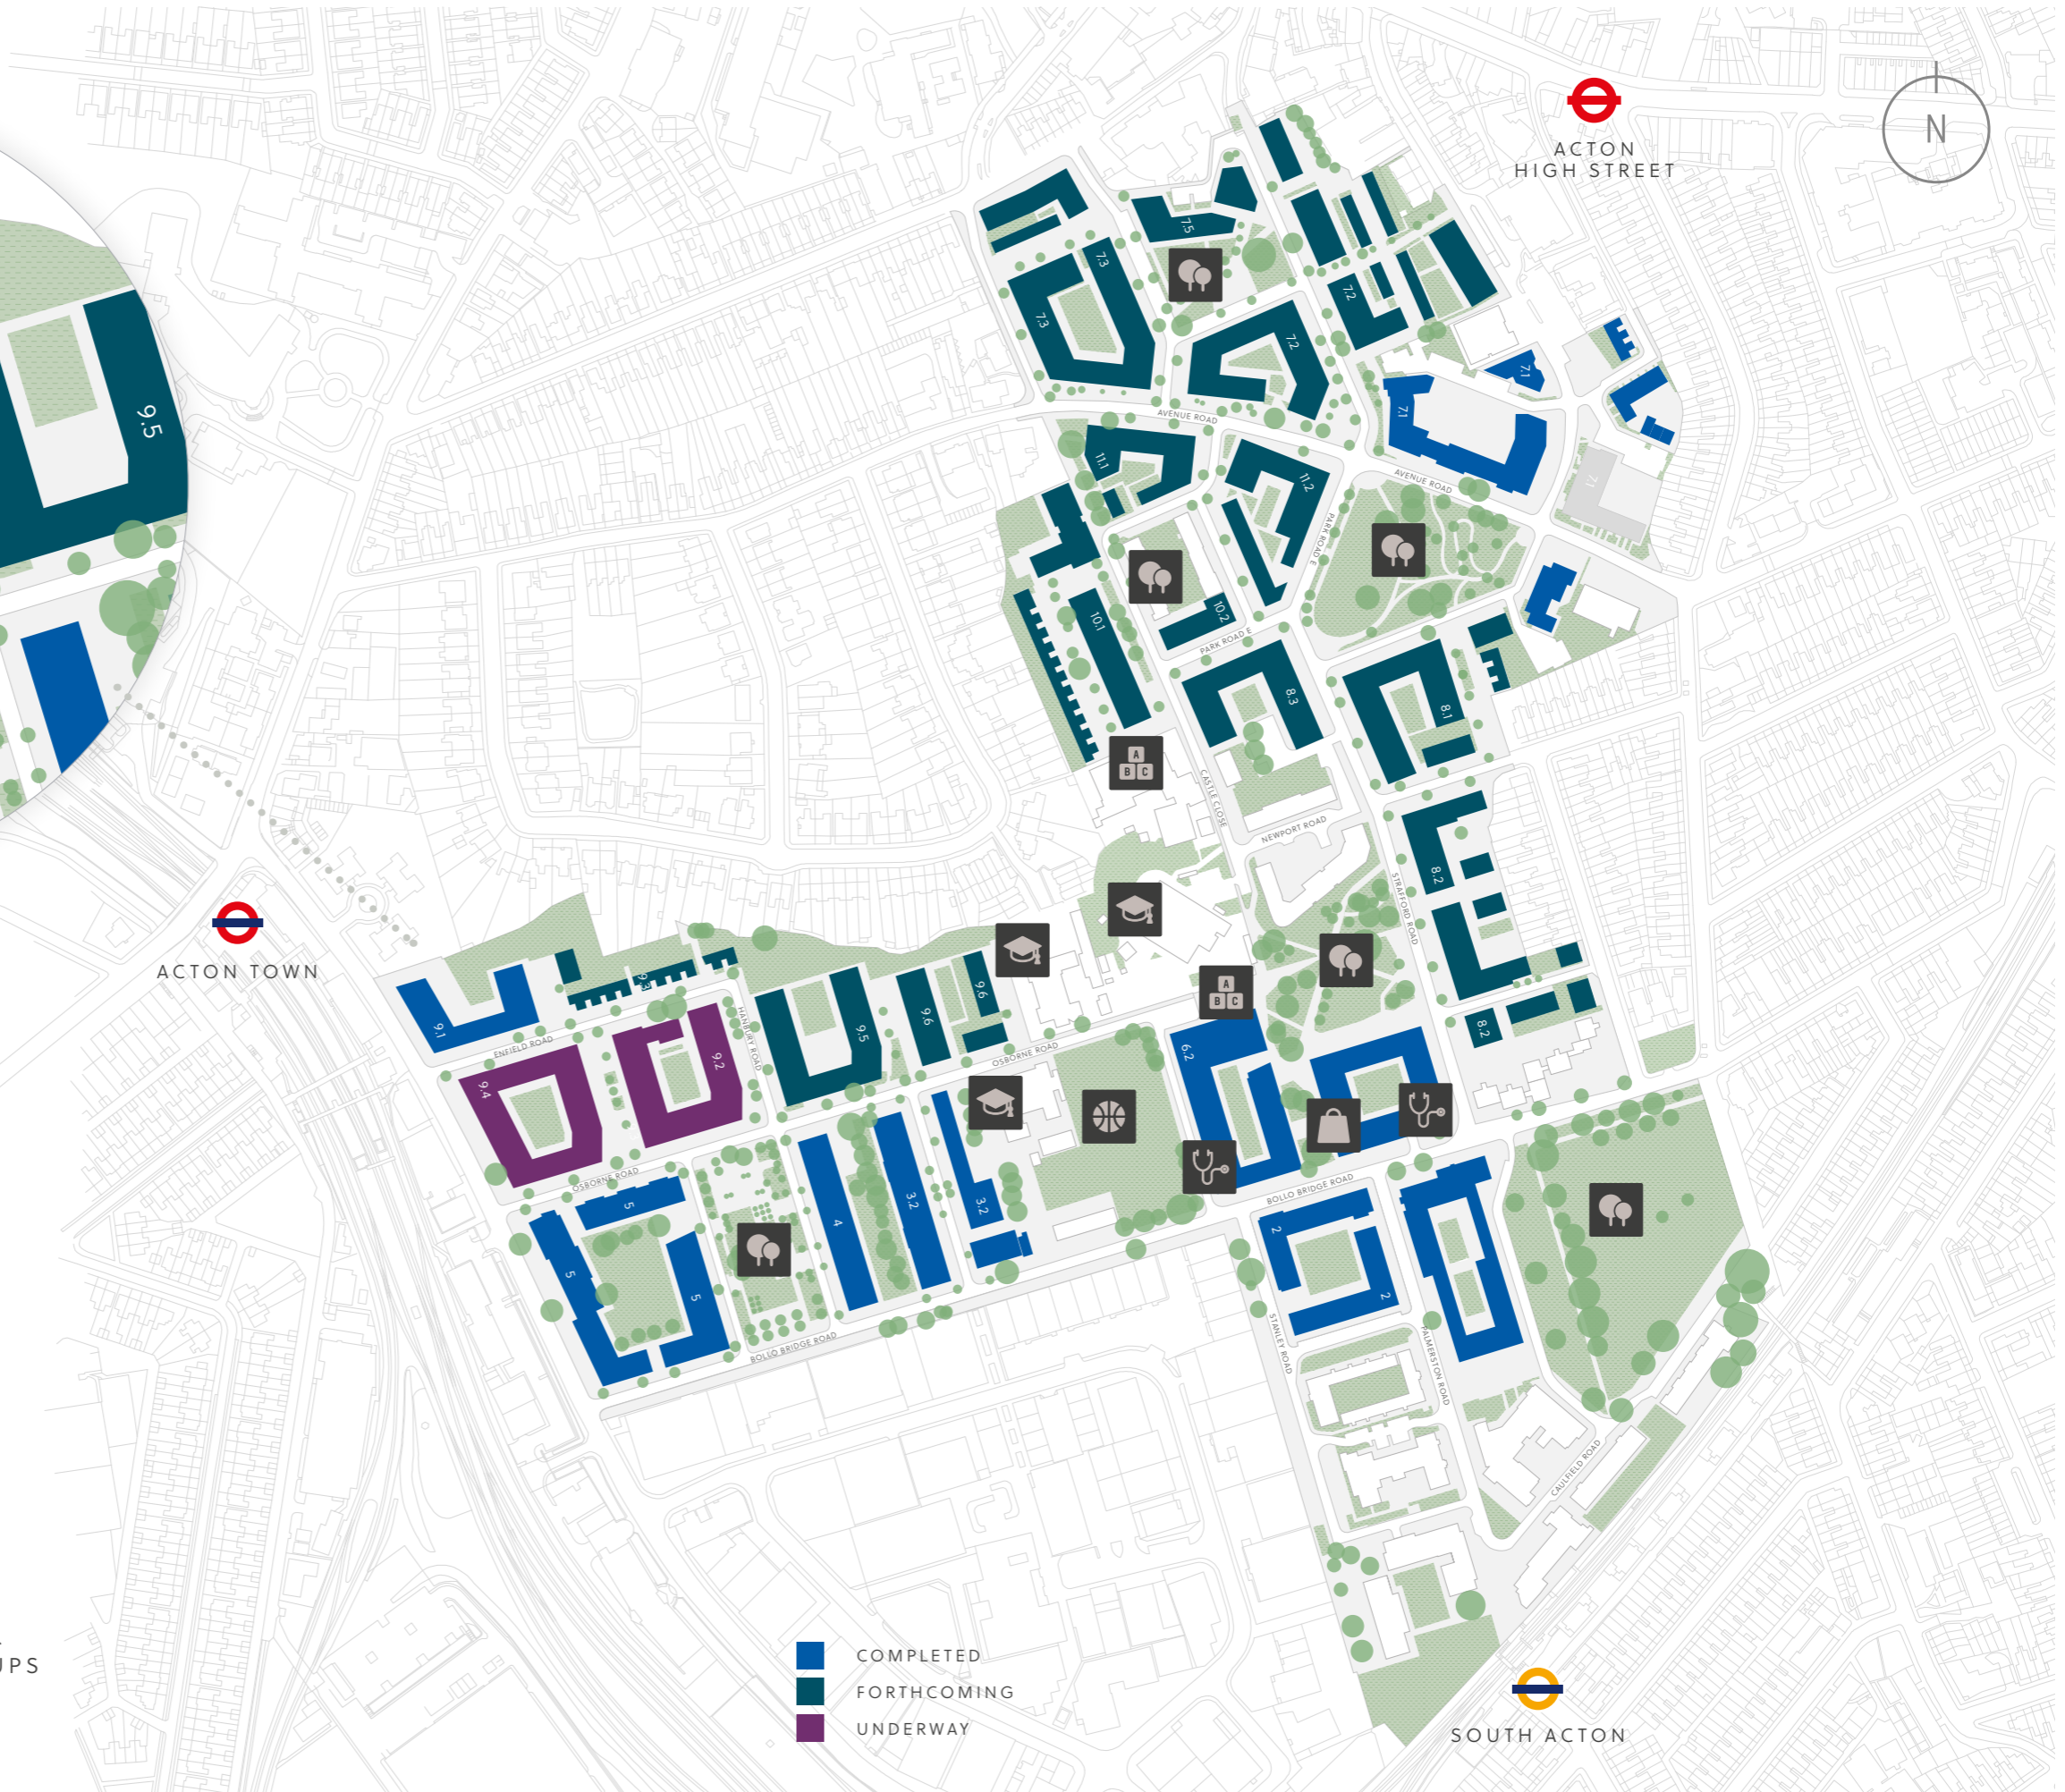 ACTON
HIGH STREET
N
7.5
7.3
7.3
7.2
7.2
7.1
7.1
7.1
9.5
AVENUE ROAD
AVENUE ROAD
11.1
11.2
PARK ROAD E
10.1
10.2
PARK ROAD E
8.3
8.1
A
B C
CASTLE CLOSE
NEWPORT ROAD
8.2
STRAFFORD ROAD
ACTON TOWN
9.3
9.1
ENFIELD ROAD
HANBURY ROAD
9.5
9.6
9.6
A
B C
8.2
OSBORNE ROAD
6.2
9.4
9.2
OSBORNE ROAD
5
5
5
4
3.2
3.2
BOLLO BRIDGE ROAD
2
2
BOLLO BRIDGE ROAD
STANLEY ROAD
PALMERSTON ROAD
CAULFIELD ROAD
UPS
COMPLETED
FORTHCOMING
UNDERWAY
SOUTH ACTON